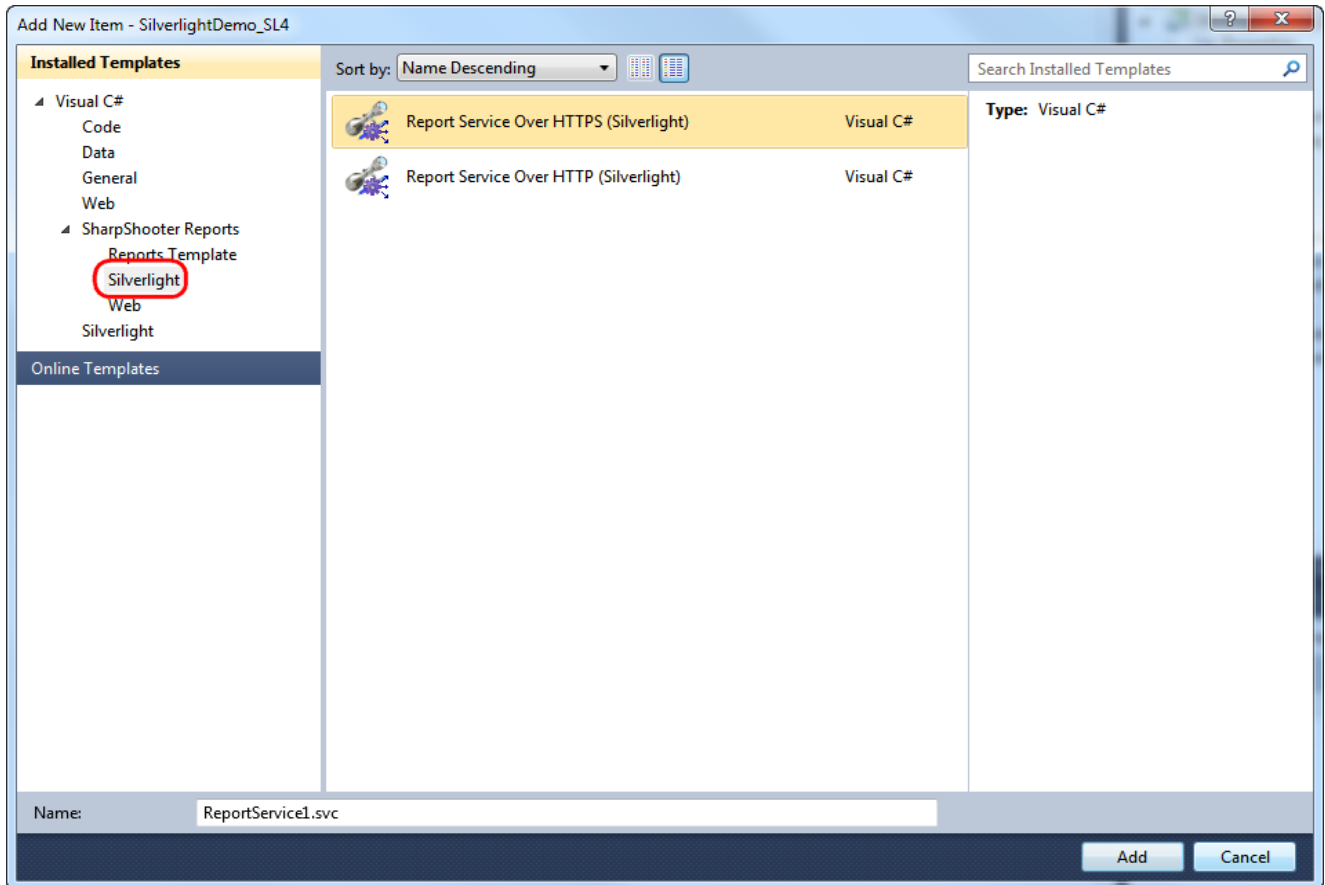 Add New Item - SilverlightDemo_SL4
?
X
Installed Templates
Sort by: Name Descending
Search Installed Templates
Visual C#
Code
Data
General
Web
SharpShooter Reports
Reports Template
Silverlight
Web
Silverlight
Online Templates
Report Service Over HTTPS (Silverlight) Visual C#
Report Service Over HTTP (Silverlight) Visual C#
Type: Visual C#
Name: ReportService1.svc
Add
Cancel